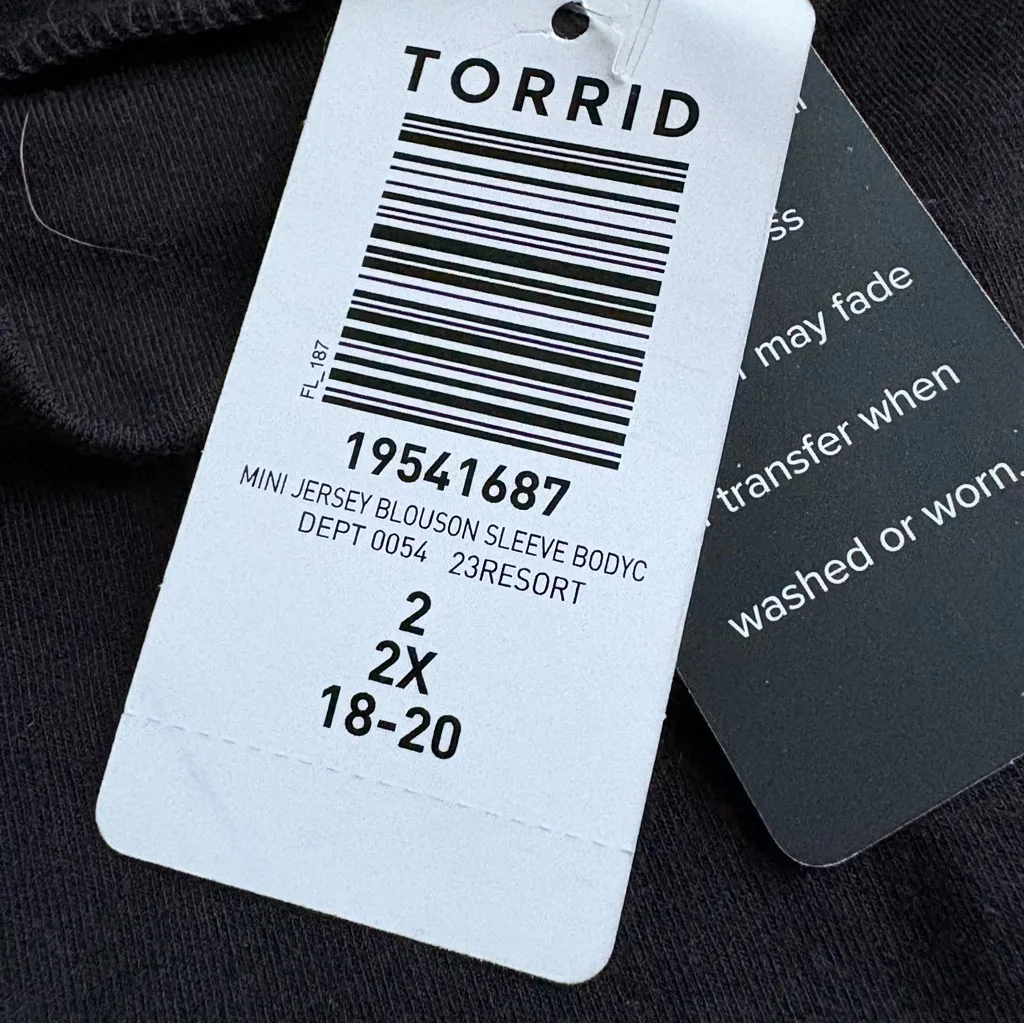 TORRID
FL_187
19541687
MINI JERSEY BLOUSON SLEEVE BODYC
DEPT 0054 23RESORT
2
2X
18-20
may fade
transfer when
washed or worn.